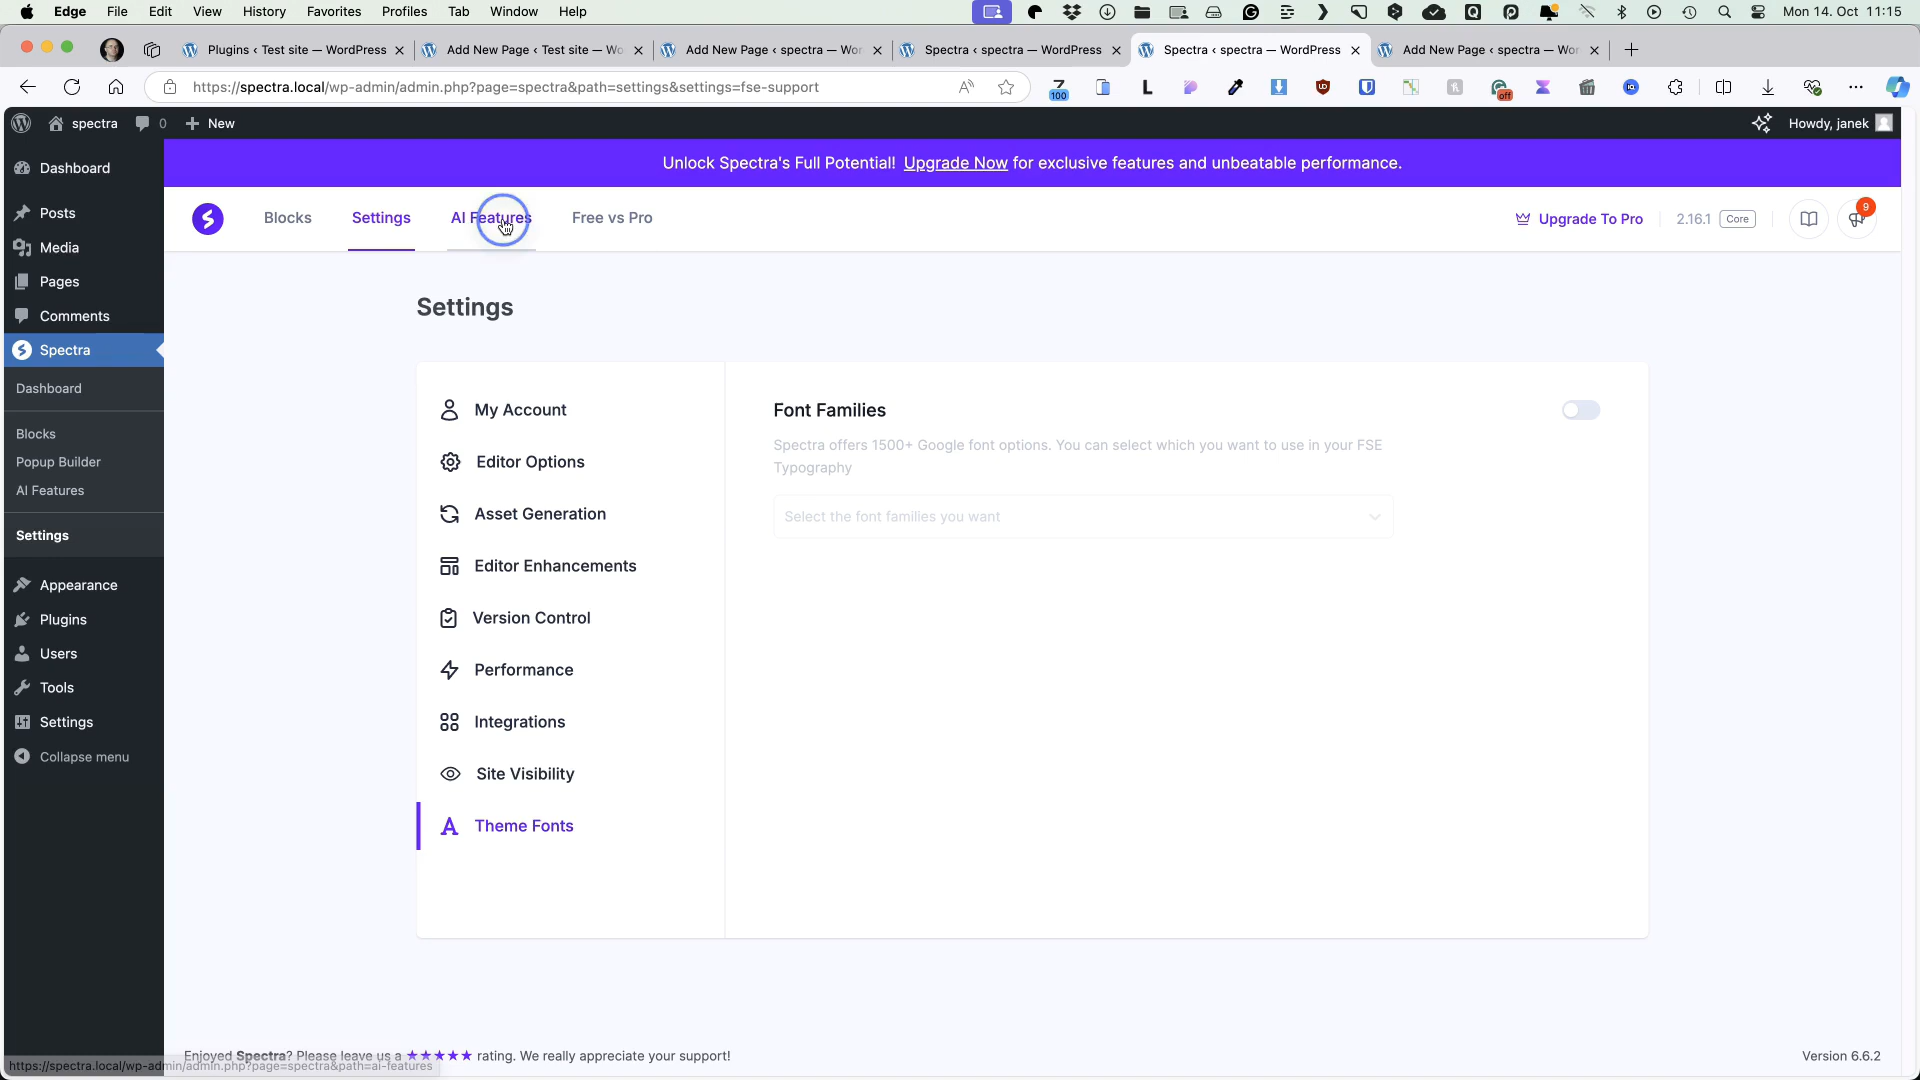 Edge File Edit View History Favorites Profiles Tab Window Help Mon 14. Oct 11:15
Plugins ‹ Test site — WordPress
Add New Page ‹ Test site — Wo
Add New Page ‹ spectra — Wor
Spectra ‹ spectra — WordPress
Spectra ‹ spectra — WordPress
Add New Page ‹ spectra — Wor
https://spectra.local/wp-admin/admin.php?page=spectra&path=settings&settings=fse-support
100
off
spectra 0 New Howdy, janek
Unlock Spectra's Full Potential! Upgrade Now for exclusive features and unbeatable performance.
Blocks Settings AI Features Free vs Pro Upgrade To Pro 2.16.1 Core 9
Dashboard
Posts
Media
Pages
Comments
Spectra
Dashboard
Blocks
Popup Builder
AI Features
Settings
Appearance
Plugins
Users
Tools
Settings
Collapse menu
Settings
My Account
Editor Options
Asset Generation
Editor Enhancements
Version Control
Performance
Integrations
Site Visibility
Theme Fonts
Font Families
Spectra offers 1500+ Google font options. You can select which you want to use in your FSE
Typography
Select the font families you want
Enjoyed Spectra? Please leave us a ★★★★★ rating. We really appreciate your support!
Version 6.6.2
https://spectra.local/wp-admin/admin.php?page=spectra&path=ai-features